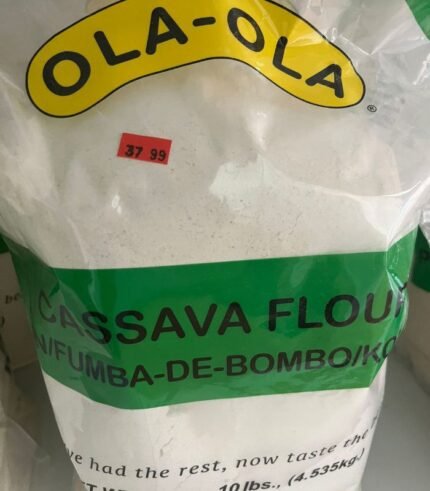 OLA-OLA
®
37 99
CASSAVA FLOUR
/FUMBA-DE-BOMBO/KO
had the rest, now taste the
10 lbs., (4.535kg.)